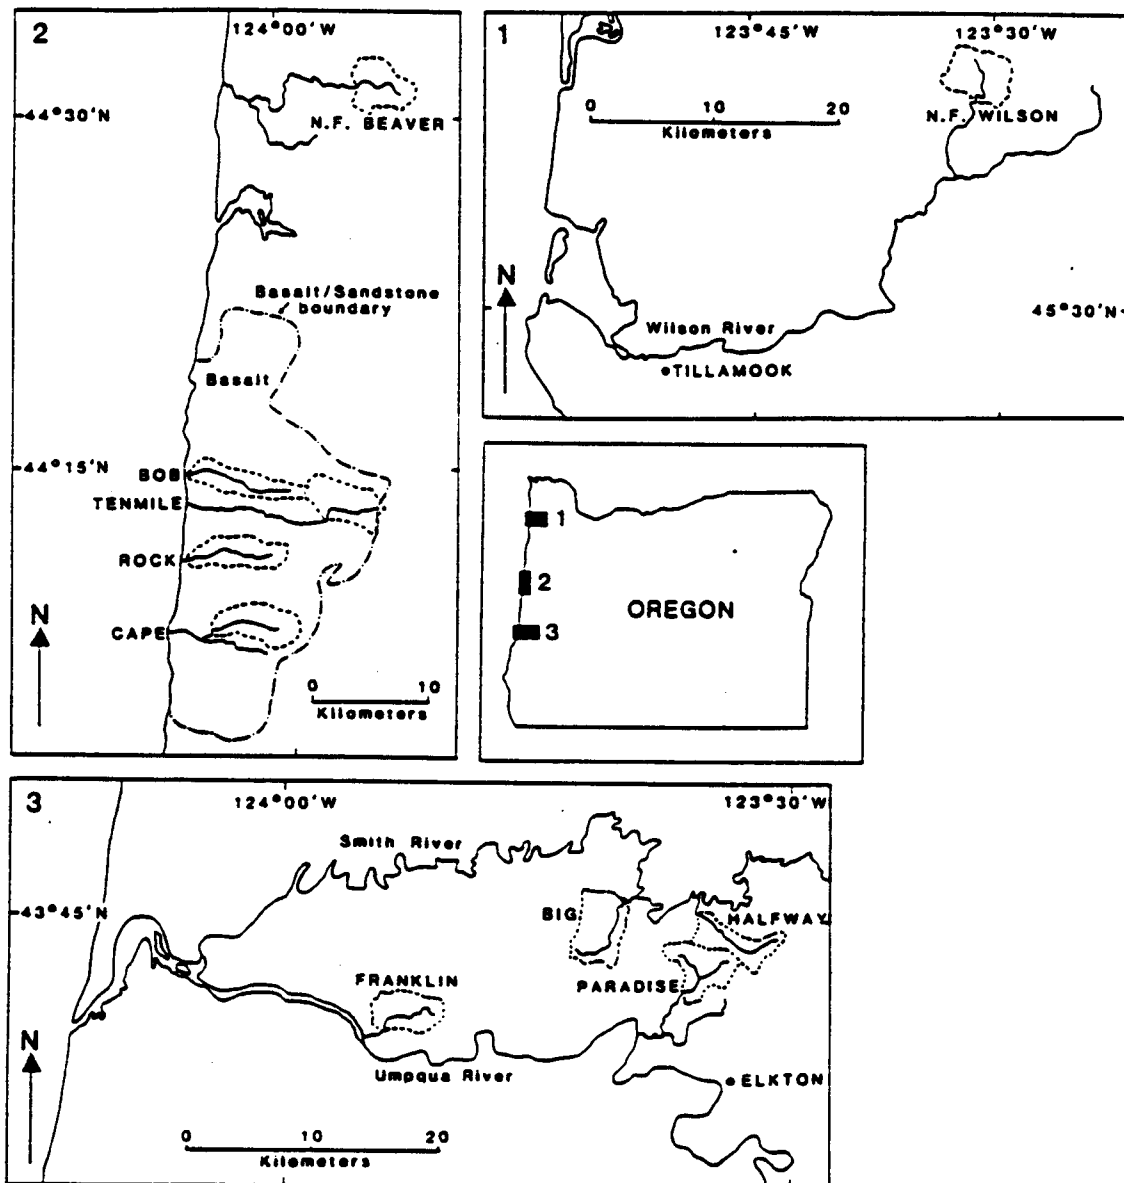 2
124°00'W
44°30'N
N.F. BEAVER
Basalt/Sandstone
boundary
Basalt
44°15'N
BOB
TENMILE
ROCK
CAPE
N
0 10
Kilometers
1
123°45'W
123°30'W
0 10 20
Kilometers
N.F. WILSON
N
45°30'N
Wilson River
TILLAMOOK
1
2
3
OREGON
3
124°00'W
123°30'W
Smith River
43°45'N
BIG
HALFWAY
FRANKLIN
PARADISE
N
Umpqua River
ELKTON
0 10 20
Kilometers